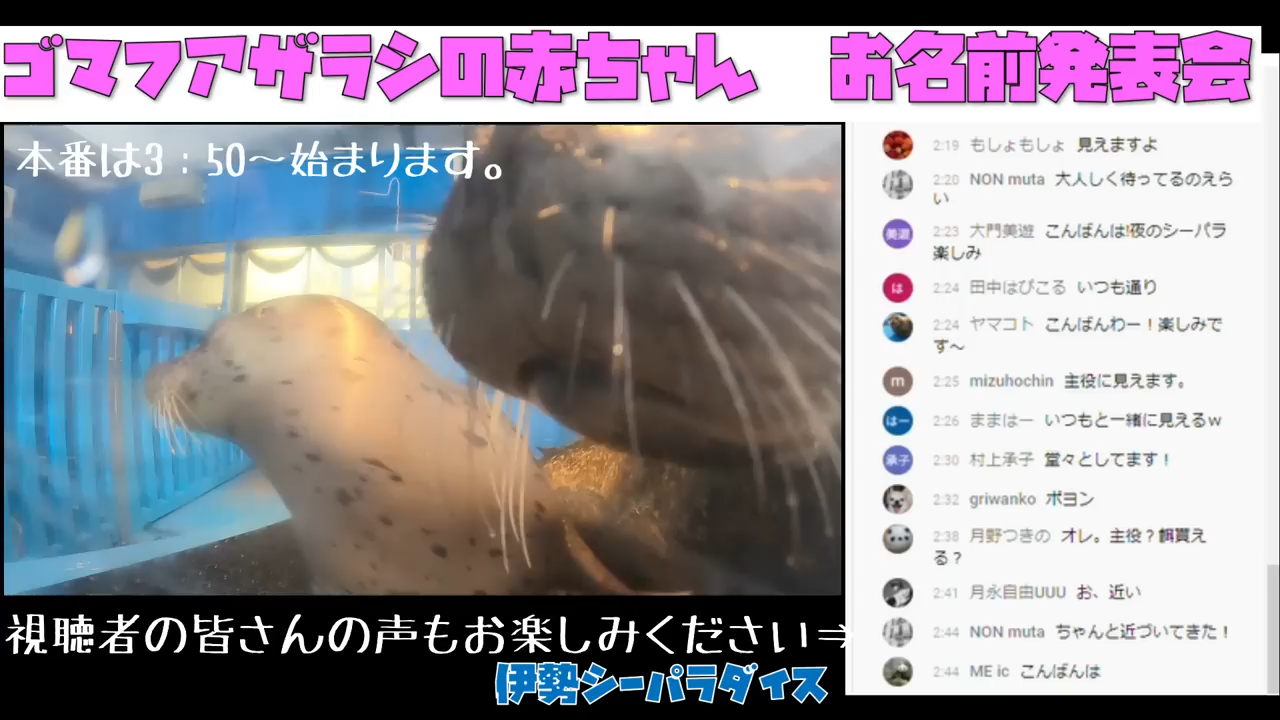 ゴマフアザラシの赤ちゃん　お名前発表会
本番は3：50～始まります。
2:19 もしょもしょ 見えますよ
2:20 NON muta 大人しく待ってるのえら
い
美遊 2:23 大門美遊 こんばんは!夜のシーパラ
楽しみ
は 2:24 田中はびこる いつも通り
2:24 ヤマコト こんばんわー！楽しみで
す～
m 2:25 mizuhochin 主役に見えます。
はー 2:26 ままはー いつもと一緒に見えるw
承子 2:30 村上承子 堂々としてます！
2:32 griwanko ボヨン
2:38 月野つきの オレ。主役？餌買え
る？
2:41 月永自由UUU お、近い
2:44 NON muta ちゃんと近づいてきた！
2:44 ME ic こんばんは
視聴者の皆さんの声もお楽しみください⇒
伊勢シーパラダイス